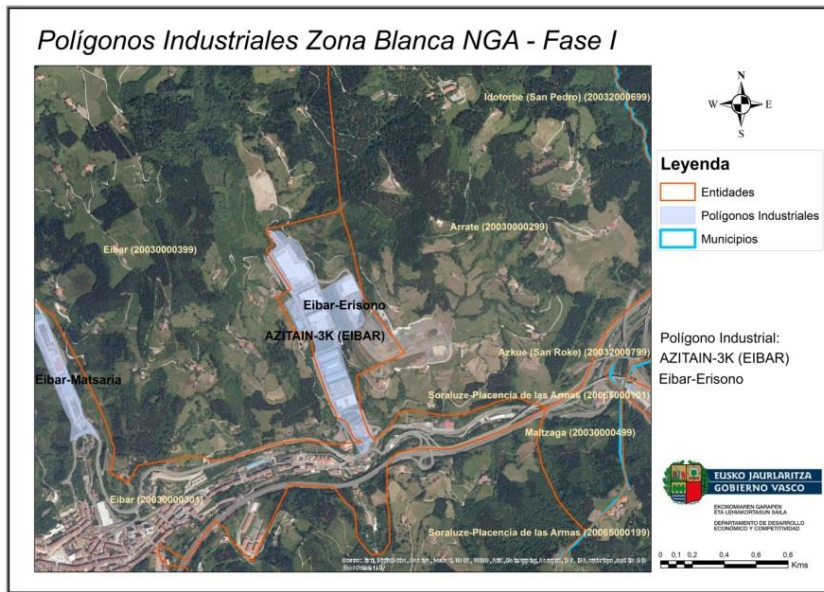 Polígonos Industriales Zona Blanca NGA - Fase I
Idotorbe (San Pedro) (20032000699)
Arrate (20030000299)
Eibar (20030000399)
Eibar-Erisono
AZITAIN-3K (EIBAR)
Azkue (San Roke) (20032000799)
Eibar-Matsaria
Soraluze-Placencia de las Armas (20065000101)
Maltzaga (20030000499)
Eibar (20030000301)
Soraluze-Placencia de las Armas (20065000199)
N
W E
S
Leyenda
Entidades
Polígonos Industriales
Municipios
Polígono Industrial:
AZITAIN-3K (EIBAR)
Eibar-Erisono
EUSKO JAURLARITZA
GOBIERNO VASCO
EKONOMIAREN GARAPEN
ETA LEHIAKORTASUN SAILA
DEPARTAMENTO DE DESARROLLO
ECONÓMICO Y COMPETITIVIDAD
0 0,1 0,2 0,4 0,6 0,8
Kms